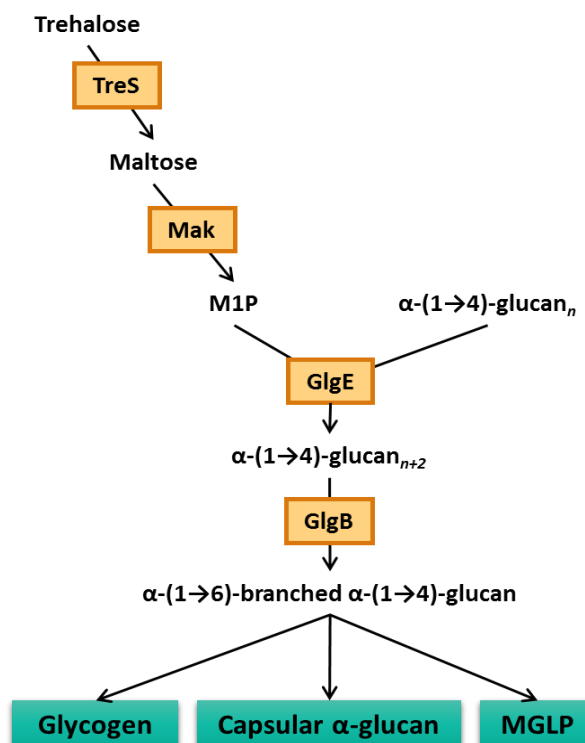 Trehalose
TreS
Maltose
Mak
M1P
α-(1→4)-glucanₙ
GlgE
α-(1→4)-glucanₙ₊₂
GlgB
α-(1→6)-branched α-(1→4)-glucan
Glycogen
Capsular α-glucan
MGLP